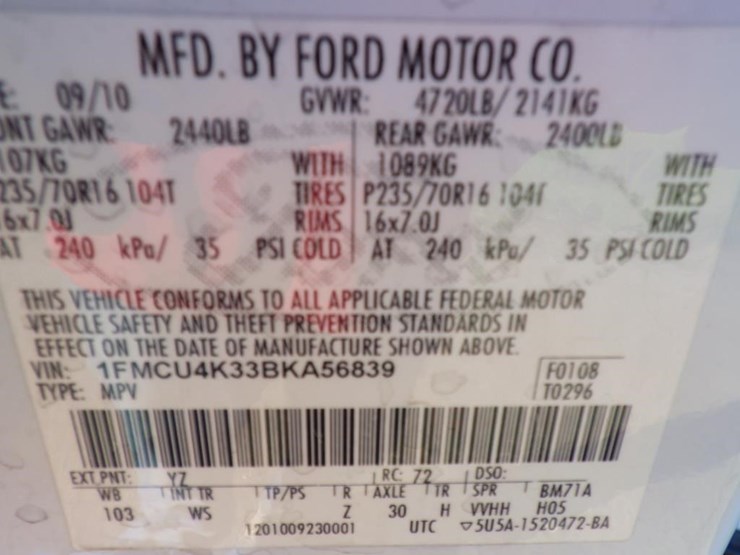 MFD. BY FORD MOTOR CO.
E: 09/10 GVWR: 4720LB/ 2141KG
ONT GAWR: 2440LB REAR GAWR: 2400LB
107KG WITH 1089KG WITH
235/70R16 104T TIRES P235/70R16 104T TIRES
16x7.0J RIMS 16x7.0J RIMS
AT 240 kPa/ 35 PSI COLD AT 240 kPa/ 35 PSI COLD
THIS VEHICLE CONFORMS TO ALL APPLICABLE FEDERAL MOTOR
VEHICLE SAFETY AND THEFT PREVENTION STANDARDS IN
EFFECT ON THE DATE OF MANUFACTURE SHOWN ABOVE.
VIN: 1FMCU4K33BKA56839 F0108
TYPE: MPV T0296
EXT PNT: YZ RC: 72 DSO:
WB INT TR TP/PS R AXLE TR SPR BM71A
103 WS Z 30 H VVHH H05
1201009230001 UTC ▽5U5A-1520472-BA